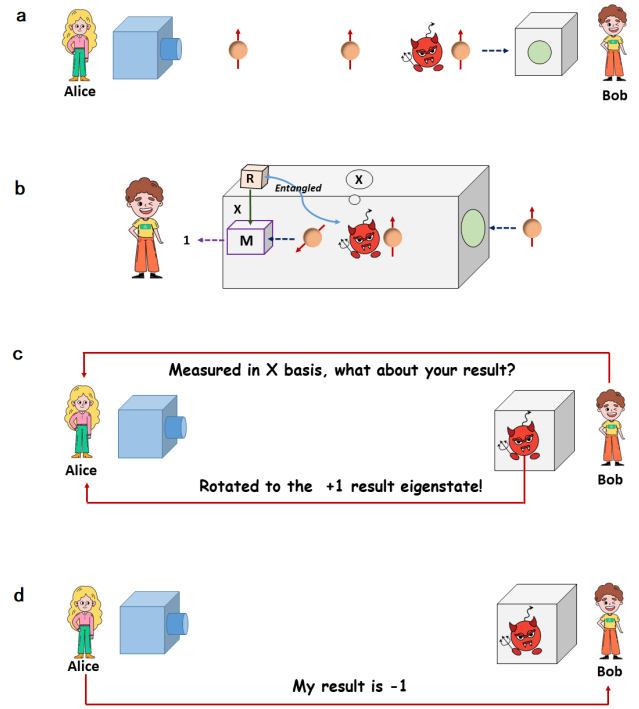 a
Alice
Bob
b
R
X
Entangled
X
M
1
c
Measured in X basis, what about your result?
Alice
Bob
Rotated to the +1 result eigenstate!
d
Alice
Bob
My result is -1